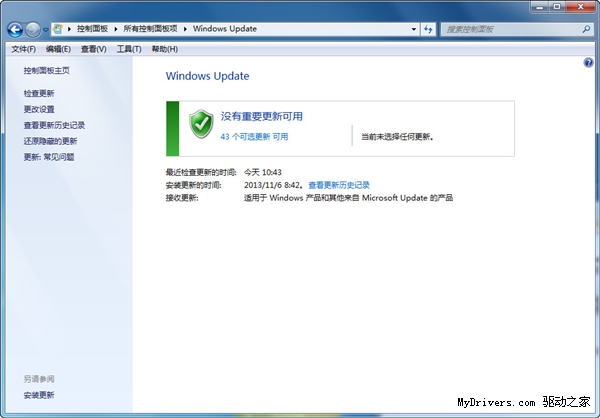 控制面板 ▸ 所有控制面板项 ▸ Windows Update
搜索控制面板
文件(F) 编辑(E) 查看(V) 工具(T) 帮助(H)
控制面板主页
检查更新
更改设置
查看更新历史记录
还原隐藏的更新
更新: 常见问题
Windows Update
没有重要更新可用
43 个可选更新 可用
当前未选择任何更新。
最近检查更新的时间: 今天 10:43
安装更新的时间: 2013/11/6 8:42。 查看更新历史记录
接收更新: 适用于 Windows 产品和其他来自 Microsoft Update 的产品
另请参阅
安装更新
MyDrivers.com 驱动之家